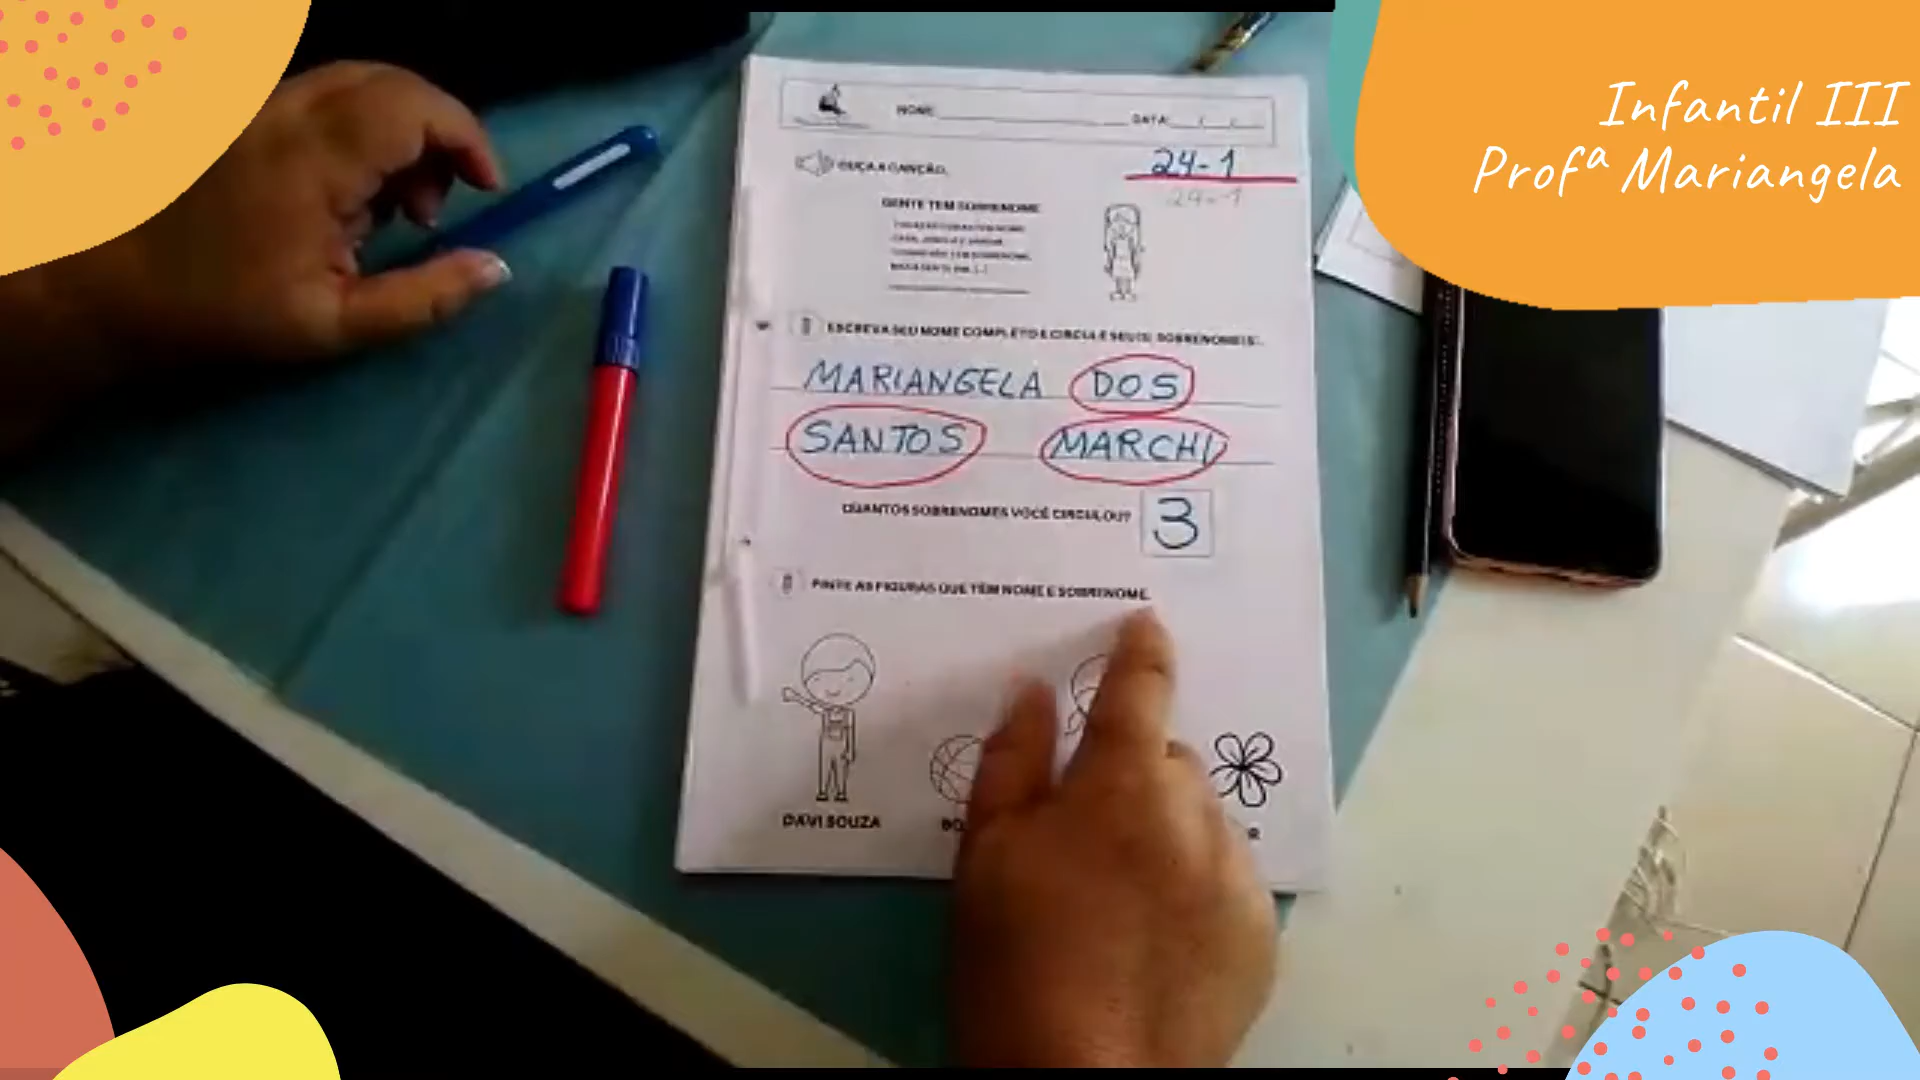 Infantil III
Profª Mariangela
NOME: DATA: / /
24-1
OUÇA A CANÇÃO.
24-1
GENTE TEM SOBRENOME
ESCREVA SEU NOME COMPLETO E CIRCULE SEU(S) SOBRENOME(S).
MARIANGELA DOS
SANTOS MARCHI
QUANTOS SOBRENOMES VOCÊ CIRCULOU? 3
PINTE AS FIGURAS QUE TÊM NOME E SOBRENOME.
DAVI SOUZA BO R